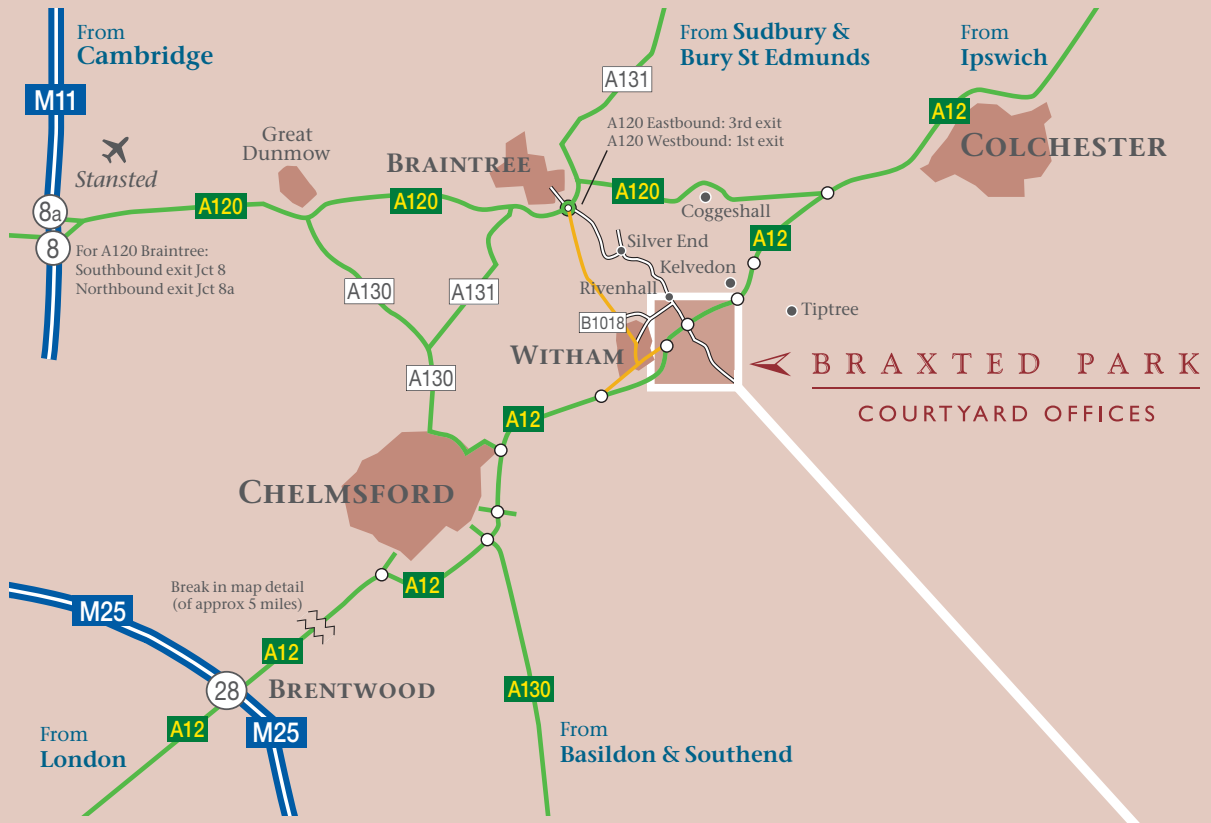 From
Cambridge
From Sudbury &
Bury St Edmunds
From
Ipswich
M11
A131
A12
A120 Eastbound: 3rd exit
A120 Westbound: 1st exit
Great
Dunmow
BRAINTREE
COLCHESTER
Stansted
A120
A120
A120
8a
8
Coggeshall
A12
For A120 Braintree:
Southbound exit Jct 8
Northbound exit Jct 8a
Silver End
Kelvedon
A130
A131
Rivenhall
Tiptree
B1018
WITHAM
BRAXTED PARK
COURTYARD OFFICES
A130
A12
CHELMSFORD
Break in map detail
(of approx 5 miles)
A12
M25
A12
28
BRENTWOOD
A130
A12
M25
From
London
From
Basildon & Southend